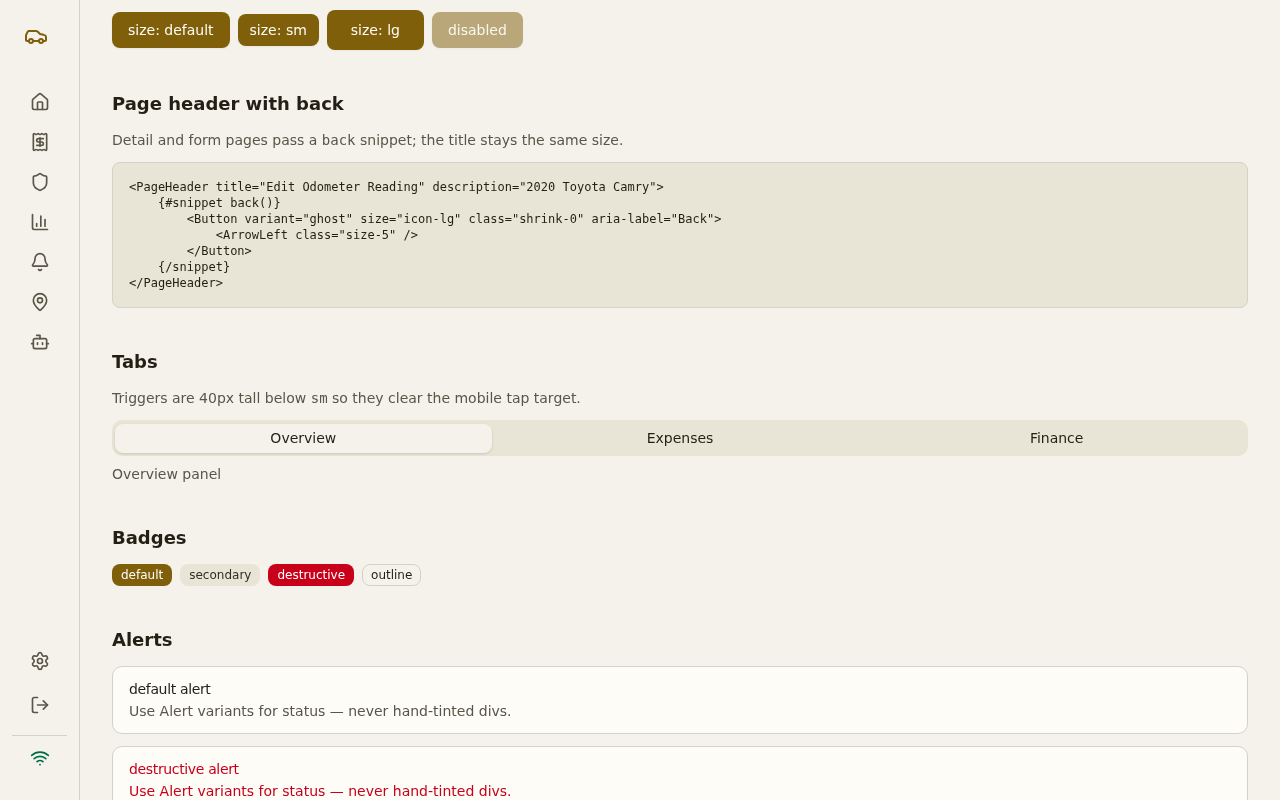 size: default size: sm size: lg disabled
Page header with back
Detail and form pages pass a back snippet; the title stays the same size.
<PageHeader title="Edit Odometer Reading" description="2020 Toyota Camry">
    {#snippet back()}
        <Button variant="ghost" size="icon-lg" class="shrink-0" aria-label="Back">
            <ArrowLeft class="size-5" />
        </Button>
    {/snippet}
</PageHeader>
Tabs
Triggers are 40px tall below sm so they clear the mobile tap target.
Overview Expenses Finance
Overview panel
Badges
default secondary destructive outline
Alerts
default alert
Use Alert variants for status — never hand-tinted divs.
destructive alert
Use Alert variants for status — never hand-tinted divs.